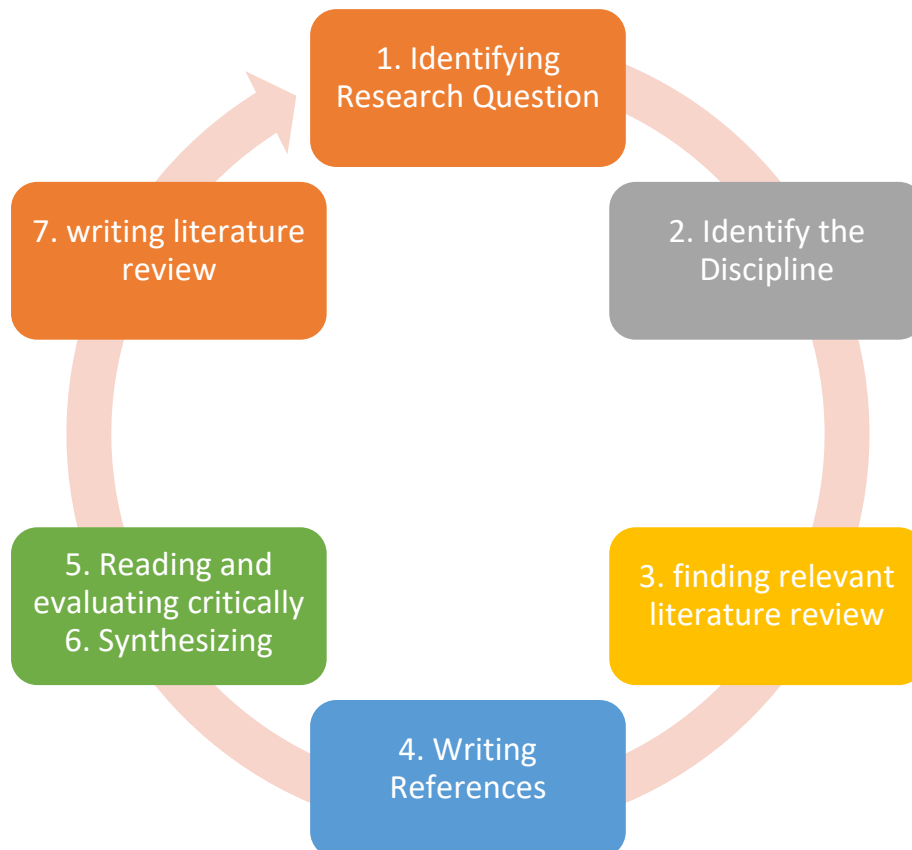 1. Identifying
Research Question
2. Identify the
Discipline
3. finding relevant
literature review
4. Writing
References
5. Reading and
evaluating critically
6. Synthesizing
7. writing literature
review